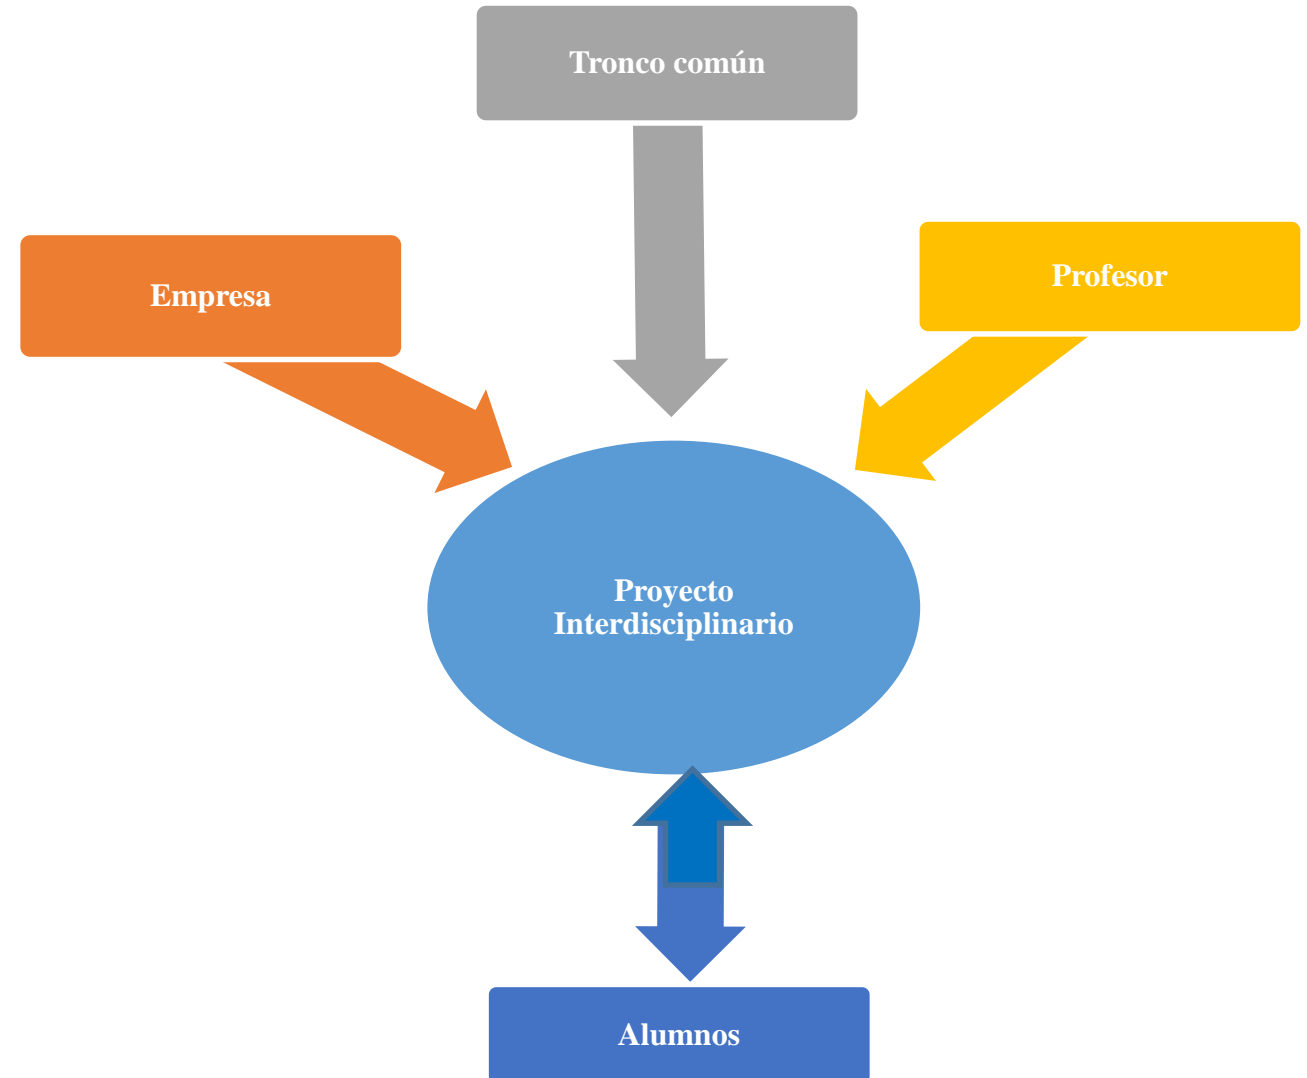 Tronco común
Empresa
Profesor
Proyecto
Interdisciplinario
Alumnos